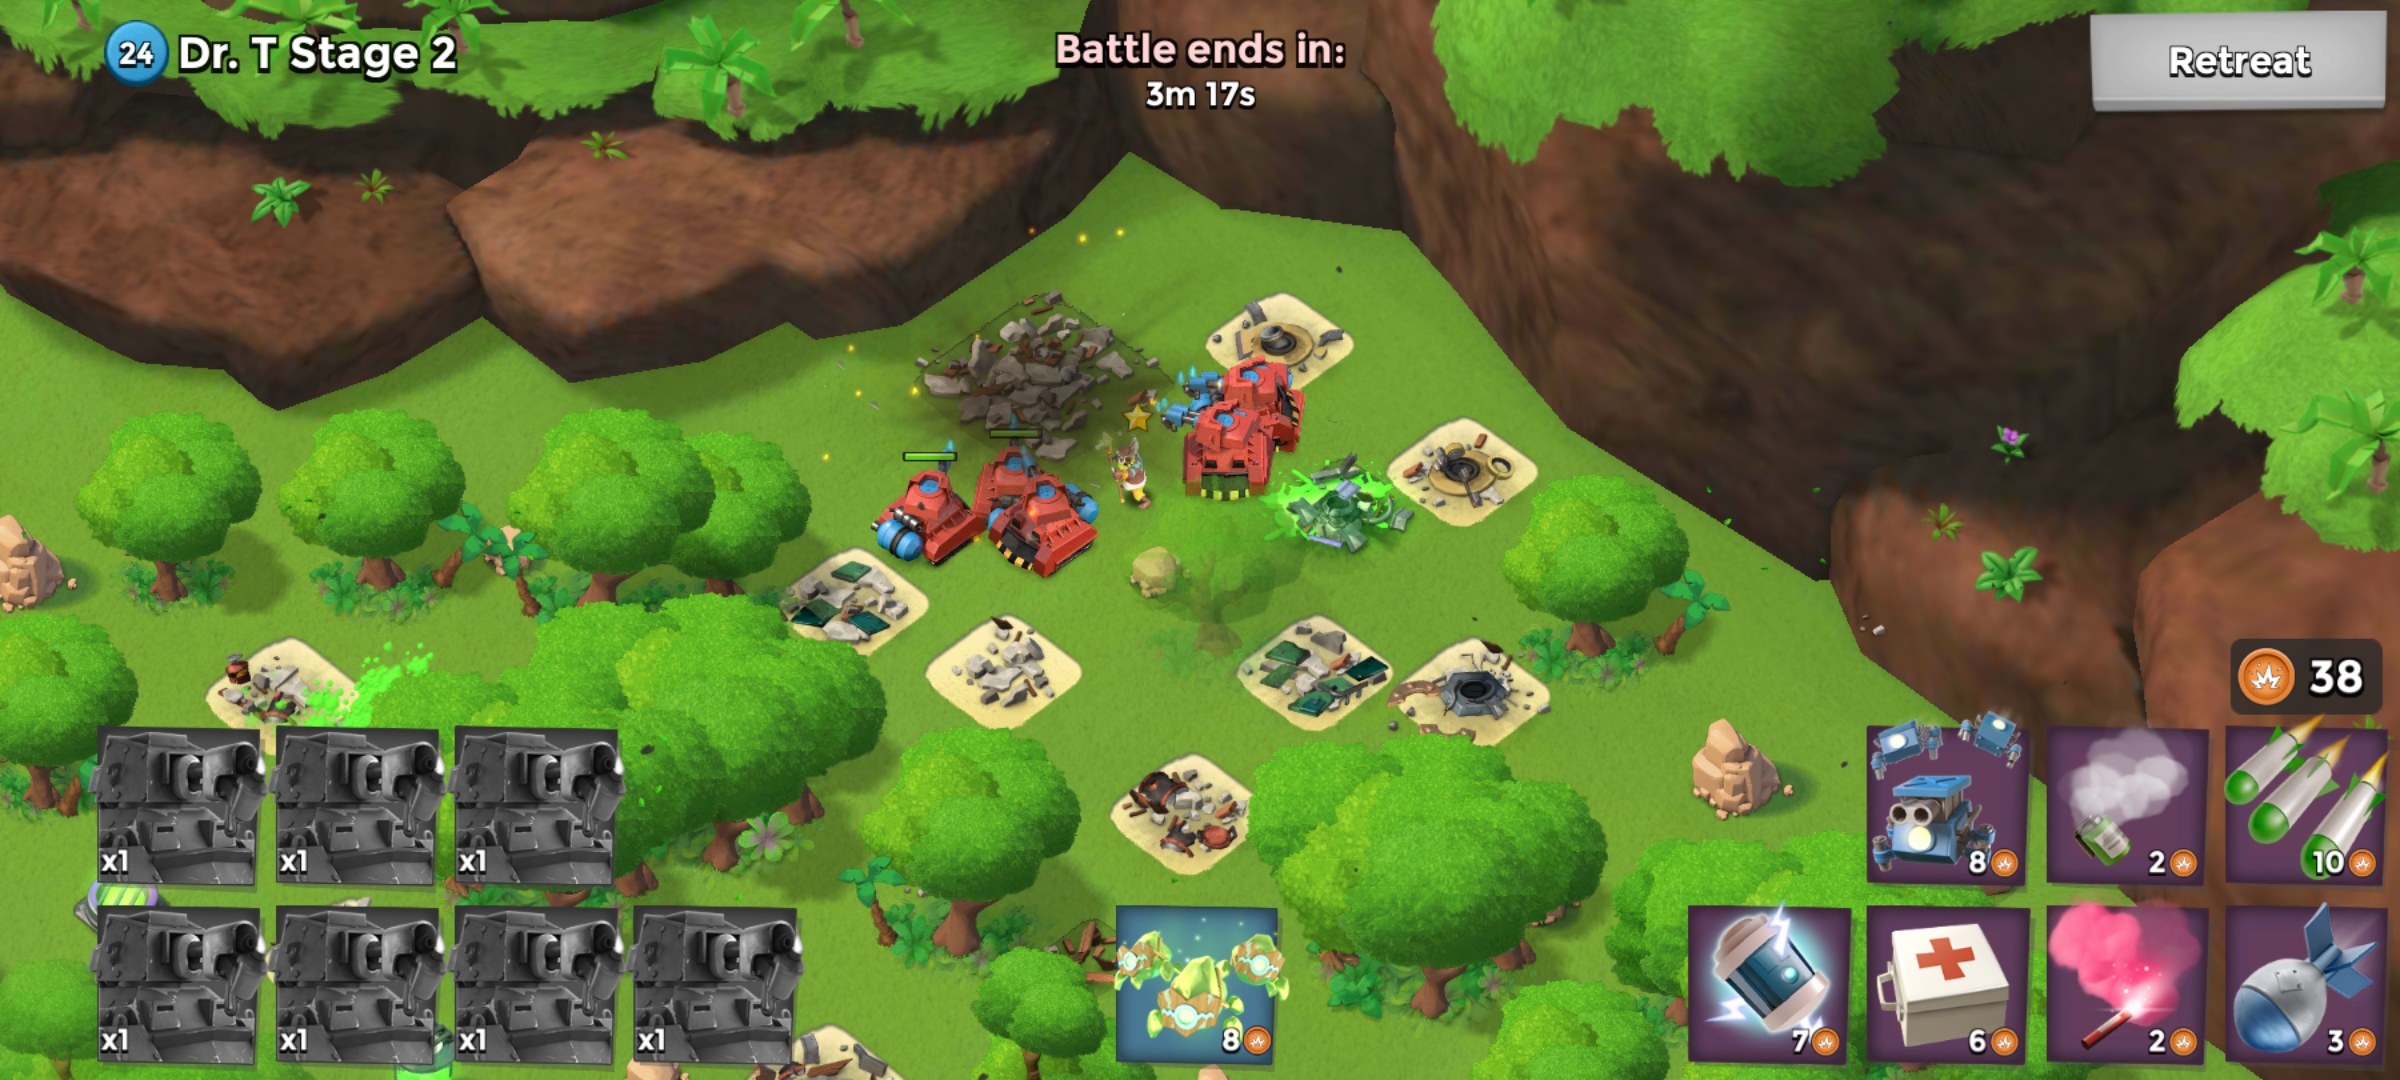 24 Dr. T Stage 2
Battle ends in:
3m 17s
Retreat
38
x1 x1 x1
8 2 10
x1 x1 x1 x1
8
7 6 2 3